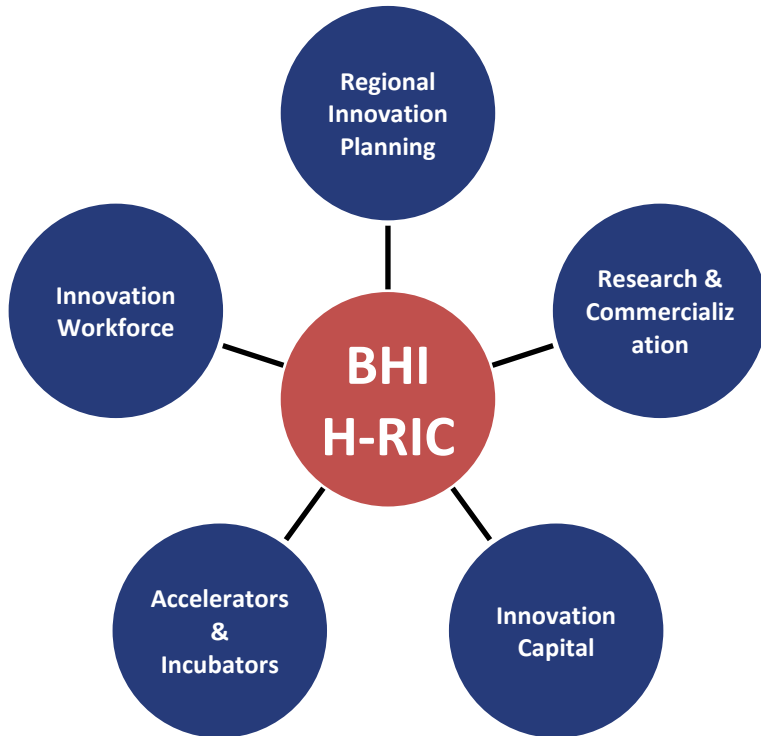 Regional
Innovation
Planning
Innovation
Workforce
Research &
Commercializ
ation
BHI
H-RIC
Accelerators
&
Incubators
Innovation
Capital